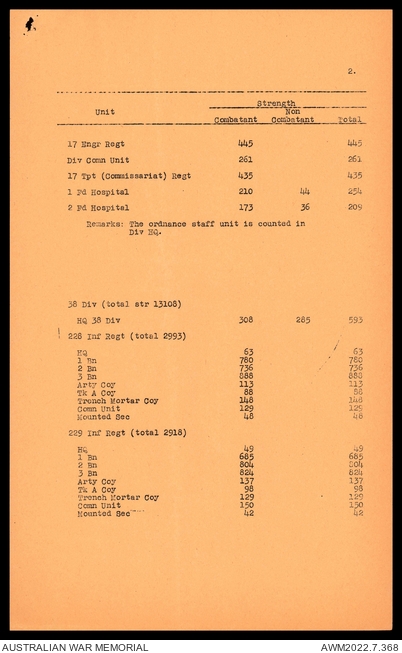 2.
Strength
Unit Non
Combatant Combatant Total
17 Engr Regt 445 445
Div Comn Unit 261 261
17 Tpt (Commissariat) Regt 435 435
1 Fd Hospital 210 44 254
2 Fd Hospital 173 36 209
Remarks: The ordnance staff unit is counted in
Div HQ.
38 Div (total str 13108)
HQ 38 Div 308 285 593
228 Inf Regt (total 2993)
HQ 63 63
1 Bn 780 780
2 Bn 736 736
3 Bn 888 888
Arty Coy 113 113
Tk A Coy 88 88
Trench Mortar Coy 148 148
Comn Unit 129 129
Mounted Sec 48 48
229 Inf Regt (total 2918)
HQ 49 49
1 Bn 685 685
2 Bn 804 804
3 Bn 824 824
Arty Coy 137 137
Tk A Coy 98 98
Trench Mortar Coy 129 129
Comn Unit 150 150
Mounted Sec 42 42
AUSTRALIAN WAR MEMORIAL AWM2022.7.368